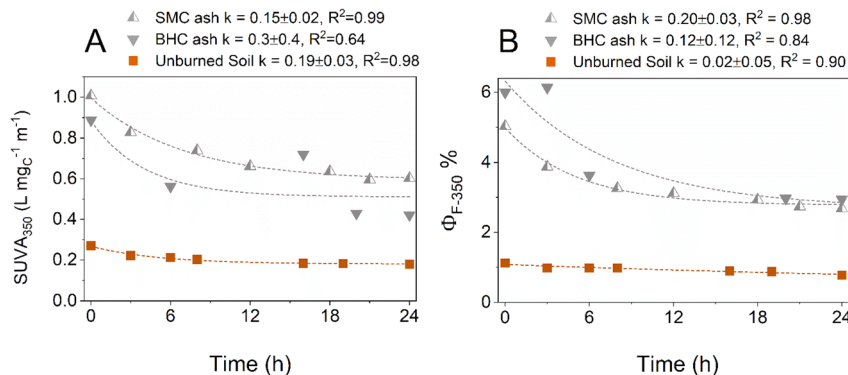 A
SMC ash k = 0.15±0.02, R²=0.99
BHC ash k = 0.3±0.4, R²=0.64
Unburned Soil k = 0.19±0.03, R²=0.98
SUVA₃₅₀ (L mg_C⁻¹ m⁻¹)
1.0
0.8
0.6
0.4
0.2
0.0
0 6 12 18 24
Time (h)
B
SMC ash k = 0.20±0.03, R² = 0.98
BHC ash k = 0.12±0.12, R² = 0.84
Unburned Soil k = 0.02±0.05, R² = 0.90
Φ_F-350 %
6
4
2
0
0 6 12 18 24
Time (h)